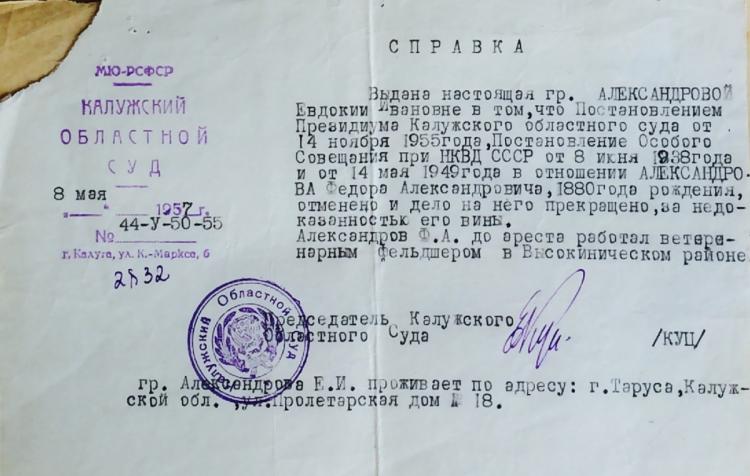 СПРАВКА
МЮ-РСФСР
КАЛУЖСКИЙ
ОБЛАСТНОЙ
СУД
8 мая
„ “ 1957 г.
44-У-50-55
№
г. Калуга, ул. К.-Маркса, 6
2832
Выдана настоящая гр. АЛЕКСАНДРОВОЙ
Евдокии Ивановне в том, что Постановлением
Президиума Калужского областного суда от
14 ноября 1955года, Постановление Особого
Совещания при НКВД СССР от 8 июня 1938года
и от 14 мая 1949года в отношении АЛЕКСАНДРО-
ВА Федора Александровича, 1880года рождения,
отменено и дело на него прекращено, за недо-
казанностью его вины.
Александров Ф.А. до ареста работал ветери-
нарным фельдшером в Высокиническом районе
Председатель Калужского
Областного Суда /КУЦ/
Калужский Областной Суд
гр. Александрова Е.И. проживает по адресу: г.Таруса, Калуж-
ской обл. ,ул.Пролетарская дом № 18.